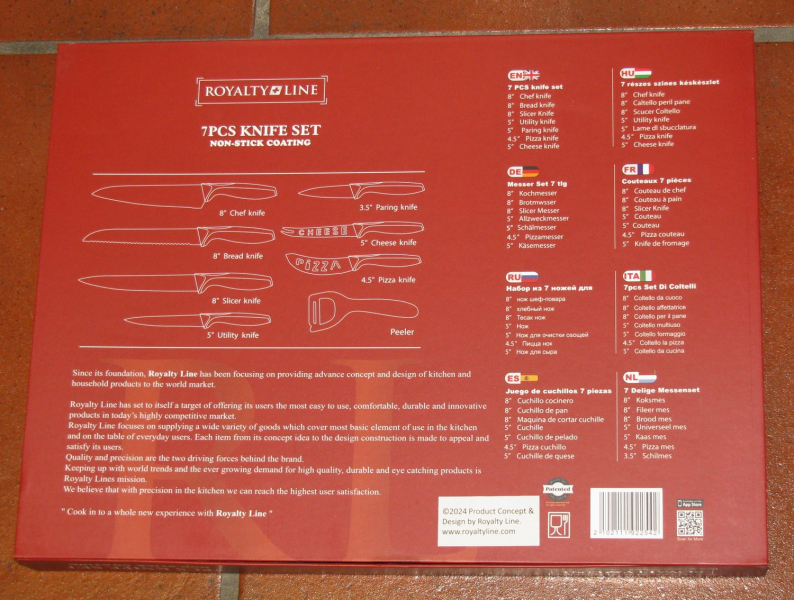 ROYALTY LINE
7PCS KNIFE SET
NON-STICK COATING
8" Chef knife
3.5" Paring knife
8" Bread knife
CHEESE
5" Cheese knife
PIZZA
4.5" Pizza knife
8" Slicer knife
5" Utility knife
Peeler
Since its foundation, Royalty Line has been focusing on providing advance concept and design of kitchen and
household products to the world market.
Royalty Line has set to itself a target of offering its users the most easy to use, comfortable, durable and innovative
products in today's highly competitive market.
Royalty Line focuses on supplying a wide variety of goods which cover most basic element of use in the kitchen
and on the table of everyday users. Each item from its concept idea to the design construction is made to appeal and
satisfy its users.
Quality and precision are the two driving forces behind the brand.
Keeping up with world trends and the ever growing demand for high quality, durable and eye catching products is
Royalty Lines mission.
We believe that with precision in the kitchen we can reach the highest user satisfaction.
" Cook in to a whole new experience with Royalty Line "
EN
7 PCS knife set
8" Chef knife
8" Bread knife
8" Slicer Knife
5" Utility knife
5" Paring knife
4.5" Pizza knife
5" Cheese knife
HU
7 részes szines késkészlet
8" Chef knife
8" Caltello peril pane
8" Scucer Coltello
5" Utility knife
5" Lame dl sbucclatura
4.5" Pizza knife
5" Cheese knife
DE
Messer Set 7 tlg
8" Kochmesser
8" Brotmwsser
8" Slicer Messer
5" Allzweckmesser
5" Schälmesser
4.5" Pizzamesser
5" Käsemesser
FR
Couteaux 7 pièces
8" Couteau de chef
8" Couteau à pain
8" Slicer Knife
5" Couteau
5" Couteau
4.5" Pizza couteau
5" Knife de fromage
RU
Набор из 7 ножей для
8" нож шеф-повара
8" хлебный нож
8" Тесак нож
5" Нож
5" Нож для очистки овощей
4.5" Пицца нок
5" Нож для сыра
ITA
7pcs Set Di Coltelli
8" Coltello da cuoco
8" Coltello affettatrice
8" Coltello per il pane
5" Coltello multiuso
5" Coltello formaggio
4.5" Coltello la pizza
5" Coltello da cucina
ES
Juego de cuchillos 7 piezas
8" Cuchillo cocinero
8" Cuchillo de pan
8" Maquina de cortar cuchille
5" Cuchille
5" Cuchillo de pelado
4.5" Pizza cuchillo
5" Cuchille de quese
NL
7 Delige Messenset
8" Koksmes
8" Fileer mes
8" Brood mes
5" Universeel mes
5" Kaas mes
4.5" Pizza mes
3.5" Schilmes
©2024 Product Concept &
Design by Royalty Line.
www.royaltyline.com
Patented
2 102111 922542
App Store
Scan for More